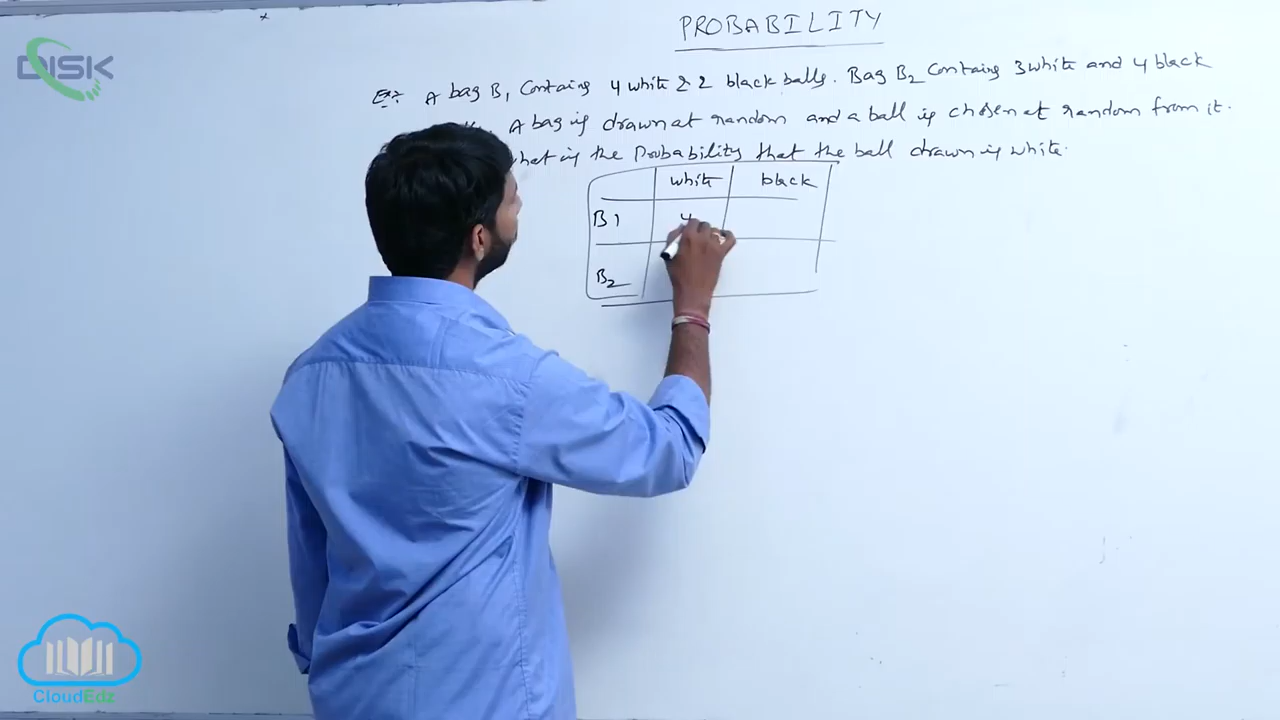 DISK
PROBABILITY
Ex:- A bag B1 Contains 4 white & 2 black balls. Bag B2 Contains 3 white and 4 black
A bag is drawn at random and a ball is chosen at random from it.
what is the Probability that the ball drawn is white.
white black
B1 4
B2
CloudEdz